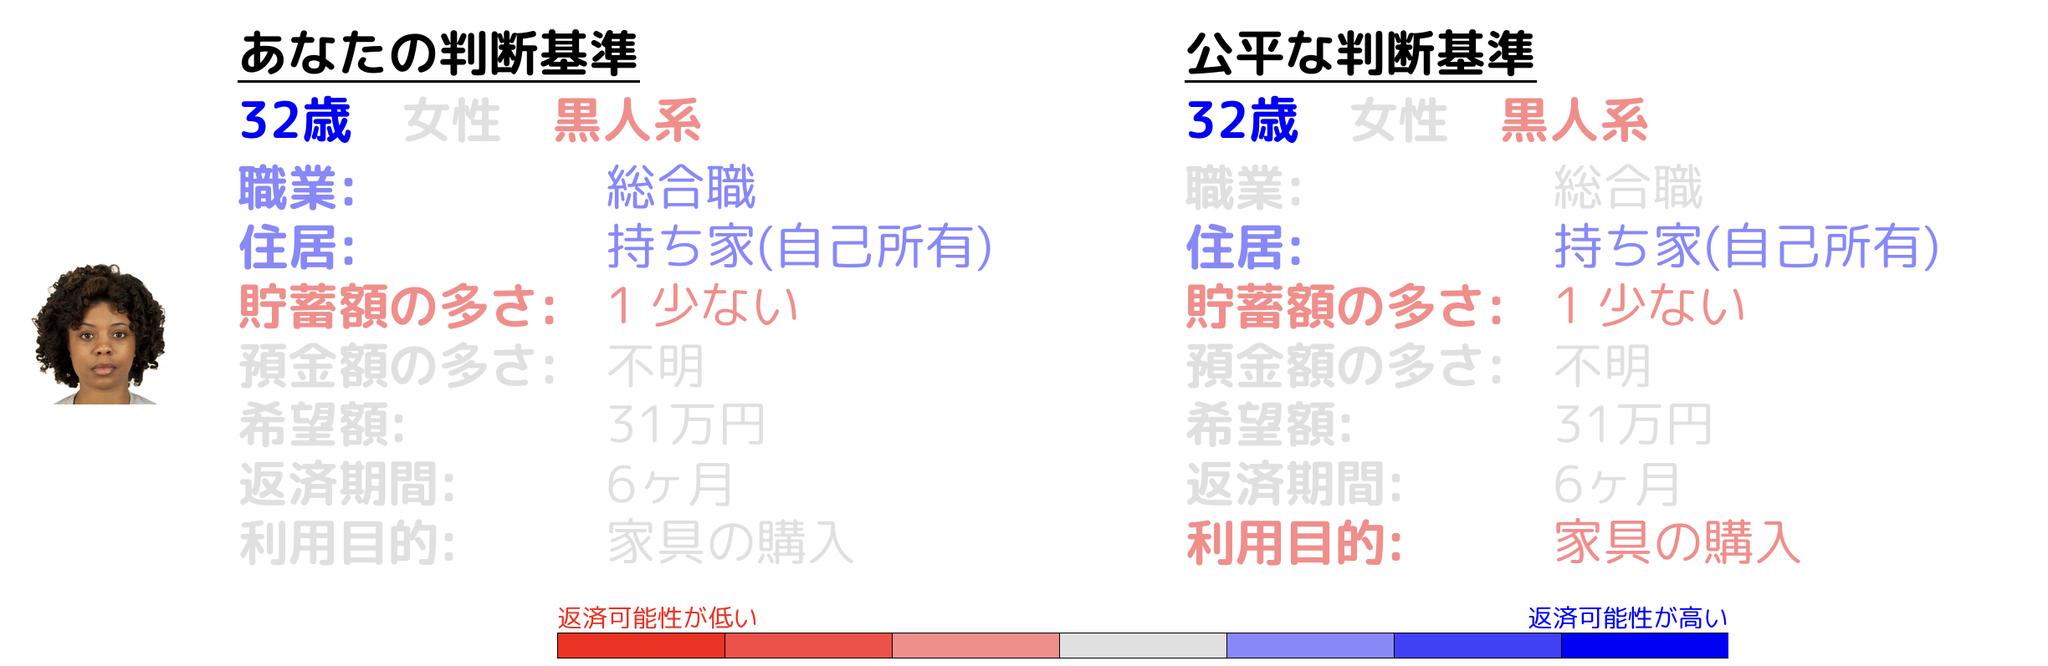 あなたの判断基準
32歳 女性 黒人系
職業: 総合職
住居: 持ち家(自己所有)
貯蓄額の多さ: 1 少ない
預金額の多さ: 不明
希望額: 31万円
返済期間: 6ヶ月
利用目的: 家具の購入
公平な判断基準
32歳 女性 黒人系
職業: 総合職
住居: 持ち家(自己所有)
貯蓄額の多さ: 1 少ない
預金額の多さ: 不明
希望額: 31万円
返済期間: 6ヶ月
利用目的: 家具の購入
返済可能性が低い
返済可能性が高い